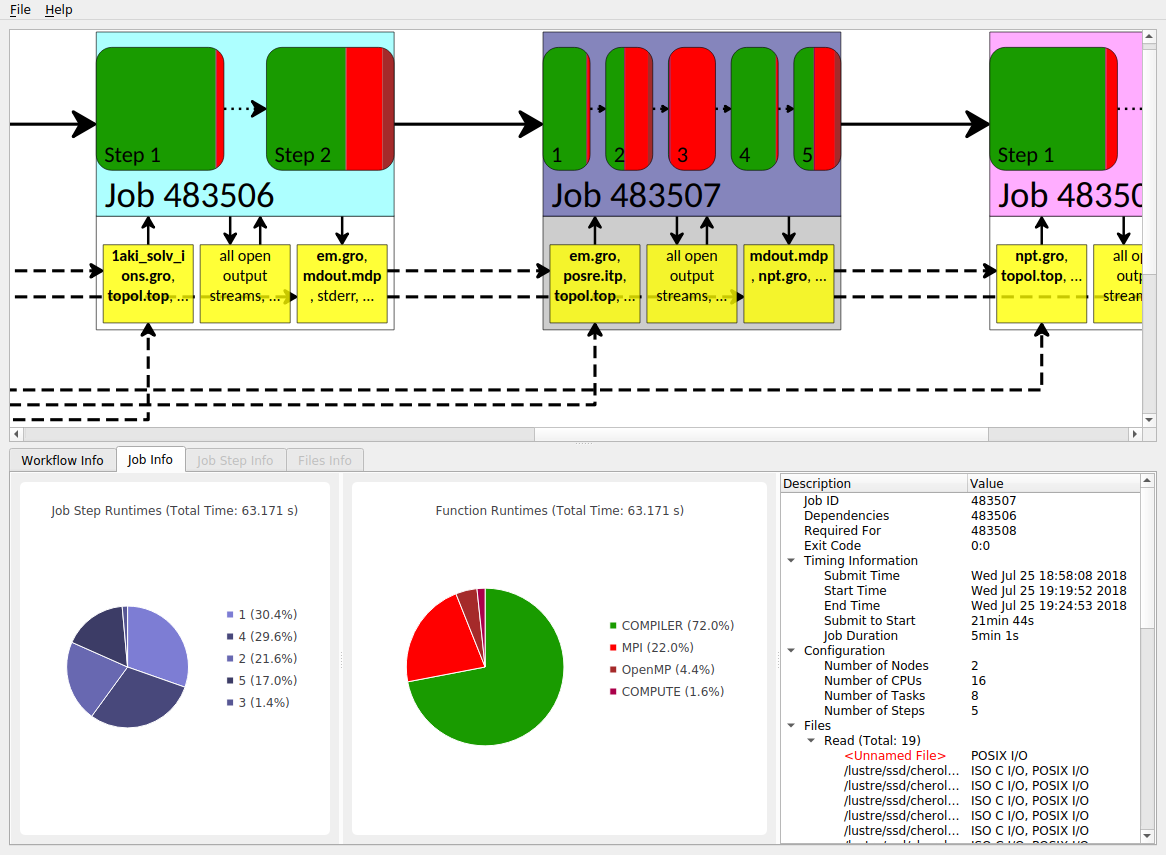 File Help
Step 1
Step 2
Job 483506
1aki_solv_i
ons.gro,
topol.top, ...
all open
output
streams, ...
em.gro,
mdout.mdp
, stderr, ...
1 2 3 4 5
Job 483507
em.gro,
posre.itp,
topol.top, ...
all open
output
streams, ...
mdout.mdp
, npt.gro, ...
Step 1
Job 48350
npt.gro,
topol.top, ...
all op
outp
stream
Workflow Info Job Info Job Step Info Files Info
Job Step Runtimes (Total Time: 63.171 s)
1 (30.4%)
4 (29.6%)
2 (21.6%)
5 (17.0%)
3 (1.4%)
Function Runtimes (Total Time: 63.171 s)
COMPILER (72.0%)
MPI (22.0%)
OpenMP (4.4%)
COMPUTE (1.6%)
Description Value
Job ID 483507
Dependencies 483506
Required For 483508
Exit Code 0:0
Timing Information
Submit Time Wed Jul 25 18:58:08 2018
Start Time Wed Jul 25 19:19:52 2018
End Time Wed Jul 25 19:24:53 2018
Submit to Start 21min 44s
Job Duration 5min 1s
Configuration
Number of Nodes 2
Number of CPUs 16
Number of Tasks 8
Number of Steps 5
Files
Read (Total: 19)
<Unnamed File> POSIX I/O
/lustre/ssd/cherol... ISO C I/O, POSIX I/O
/lustre/ssd/cherol... ISO C I/O, POSIX I/O
/lustre/ssd/cherol... ISO C I/O, POSIX I/O
/lustre/ssd/cherol... ISO C I/O, POSIX I/O
/lustre/ssd/cherol... ISO C I/O, POSIX I/O